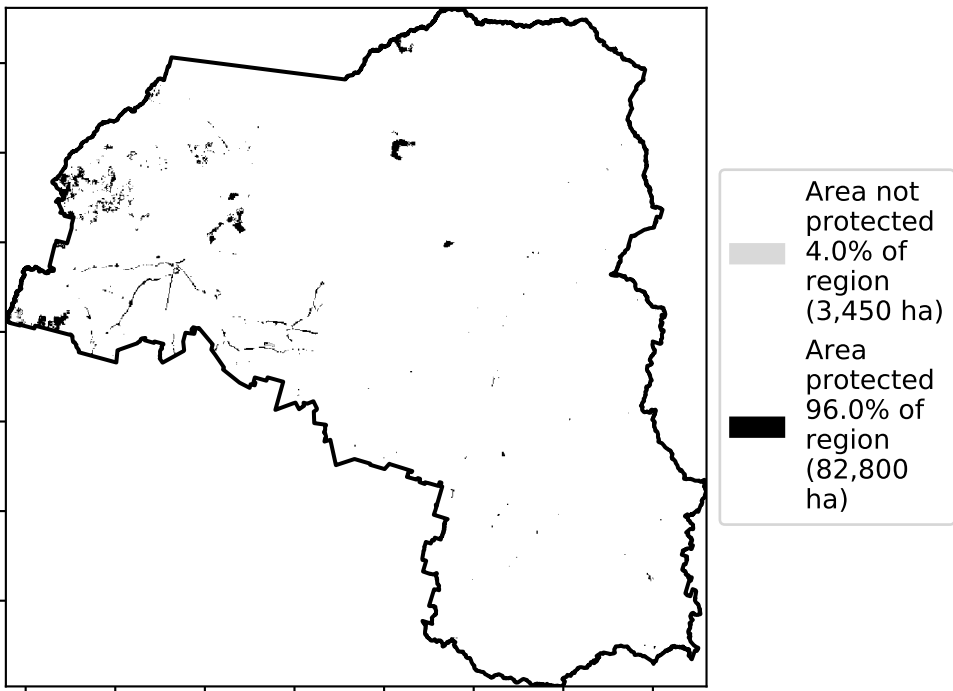 Area not
protected
4.0% of
region
(3,450 ha)
Area
protected
96.0% of
region
(82,800
ha)